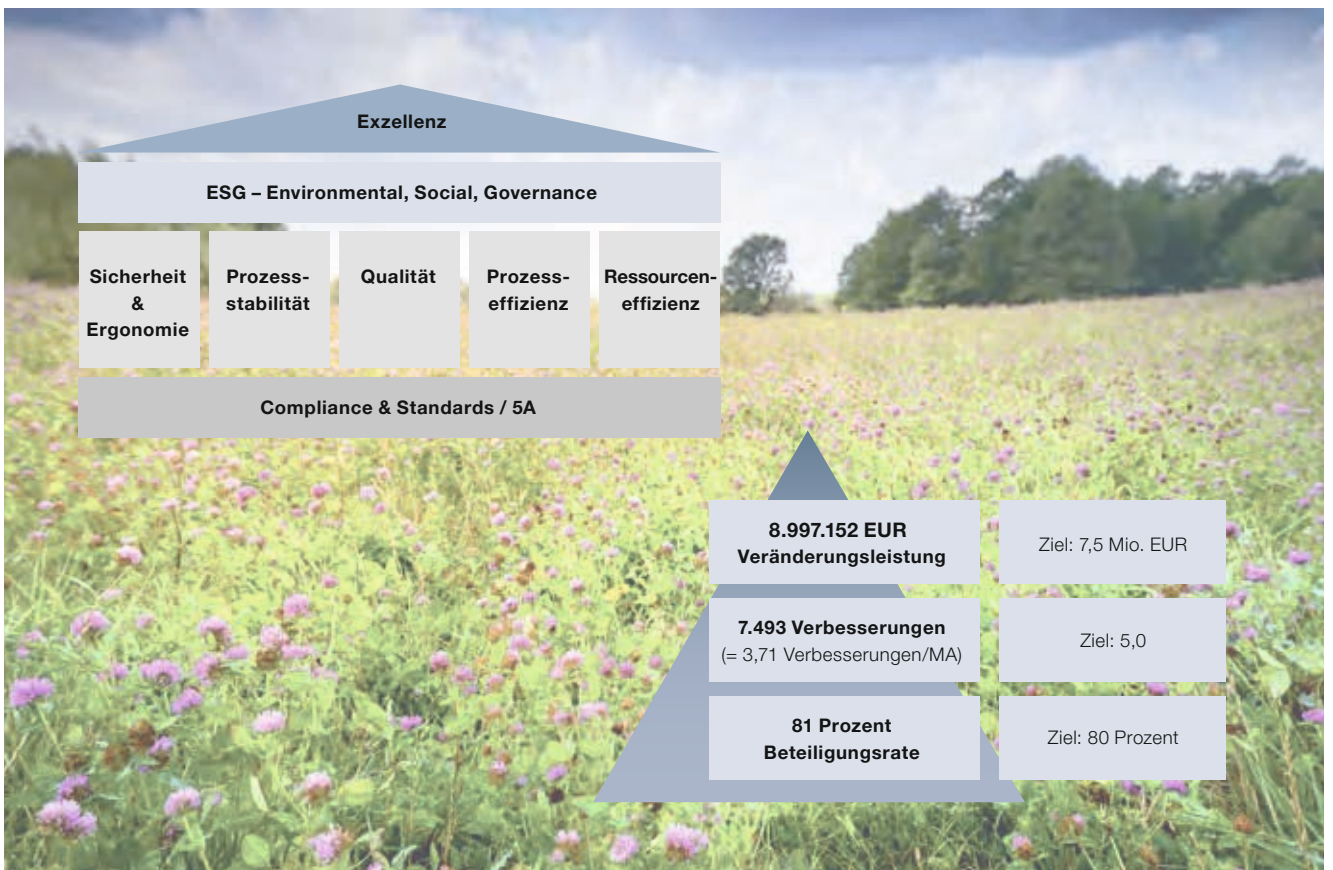 Exzellenz
ESG – Environmental, Social, Governance
Sicherheit
&
Ergonomie
Prozess-
stabilität
Qualität
Prozess-
effizienz
Ressourcen-
effizienz
Compliance & Standards / 5A
8.997.152 EUR
Veränderungsleistung
Ziel: 7,5 Mio. EUR
7.493 Verbesserungen
(= 3,71 Verbesserungen/MA)
Ziel: 5,0
81 Prozent
Beteiligungsrate
Ziel: 80 Prozent